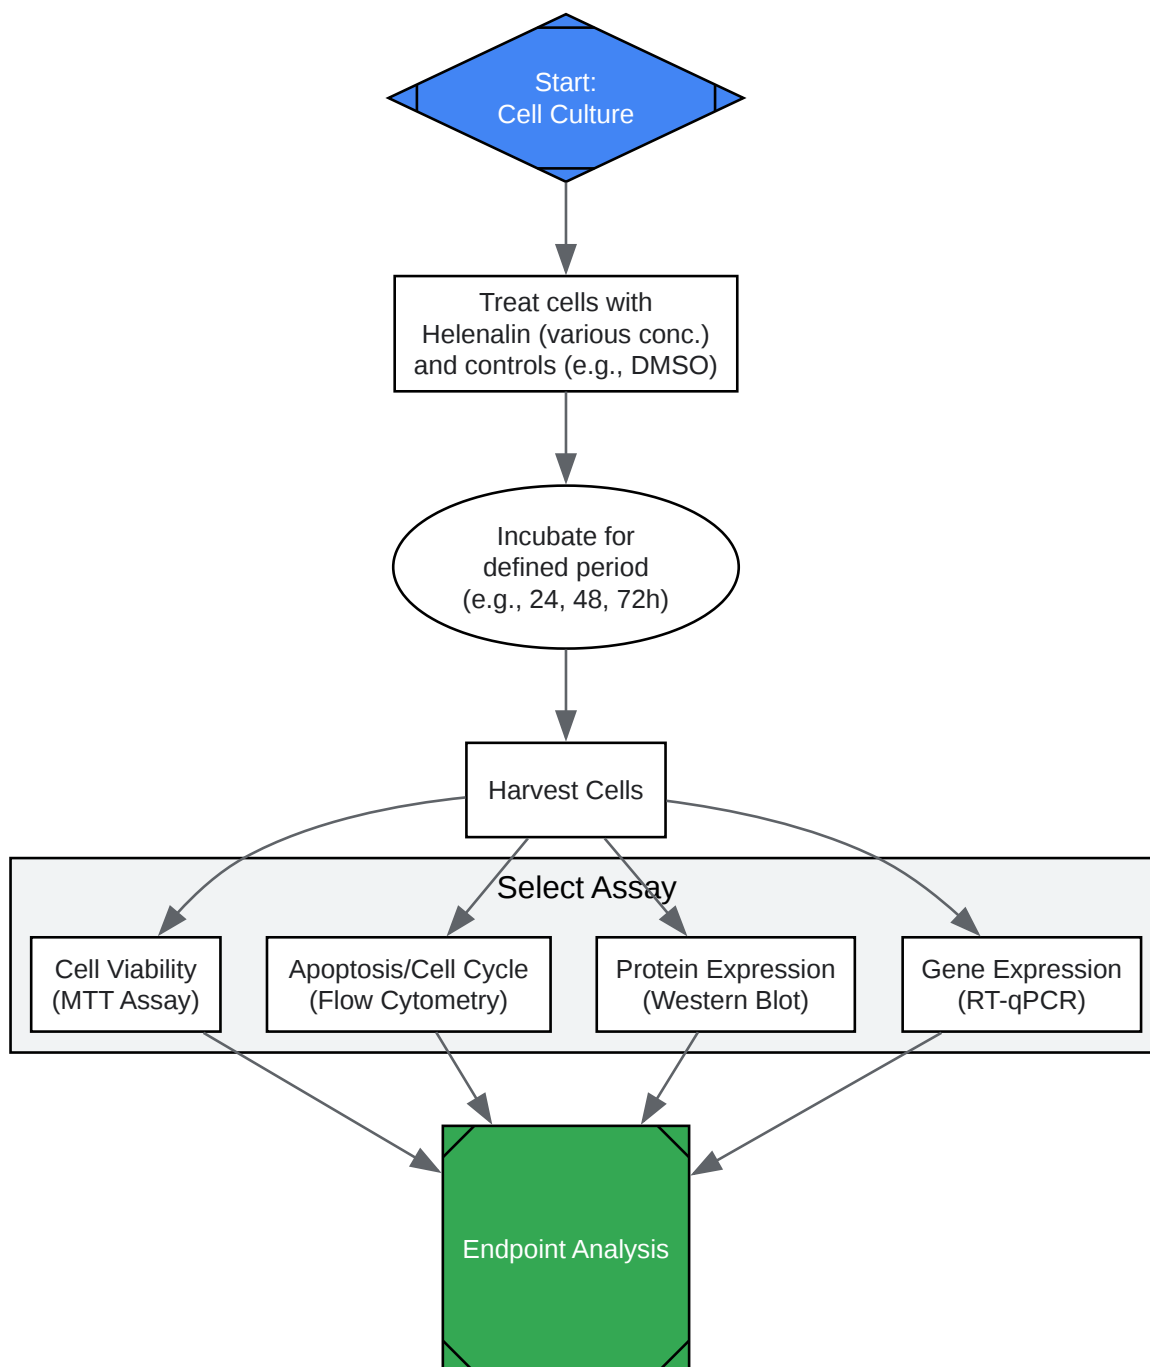 Start:
Cell Culture
Treat cells with
Helenalin (various conc.)
and controls (e.g., DMSO)
Incubate for
defined period
(e.g., 24, 48, 72h)
Harvest Cells
Select Assay
Cell Viability
(MTT Assay)
Apoptosis/Cell Cycle
(Flow Cytometry)
Protein Expression
(Western Blot)
Gene Expression
(RT-qPCR)
Endpoint Analysis